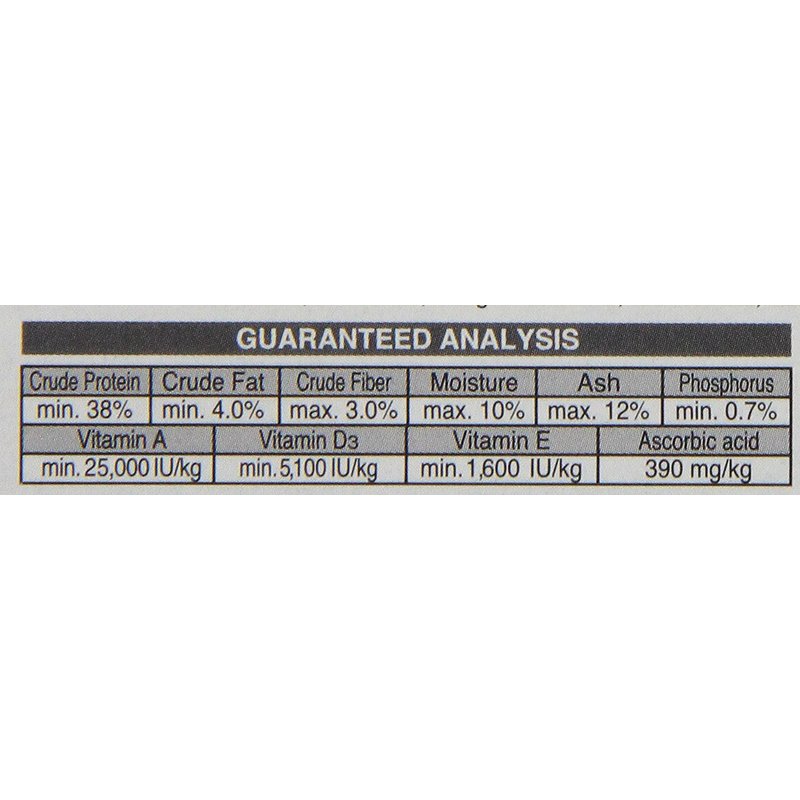 GUARANTEED ANALYSIS
Crude Protein Crude Fat Crude Fiber Moisture Ash Phosphorus
min. 38% min. 4.0% max. 3.0% max. 10% max. 12% min. 0.7%
Vitamin A Vitamin D3 Vitamin E Ascorbic acid
min. 25,000 IU/kg min. 5,100 IU/kg min. 1,600 IU/kg 390 mg/kg